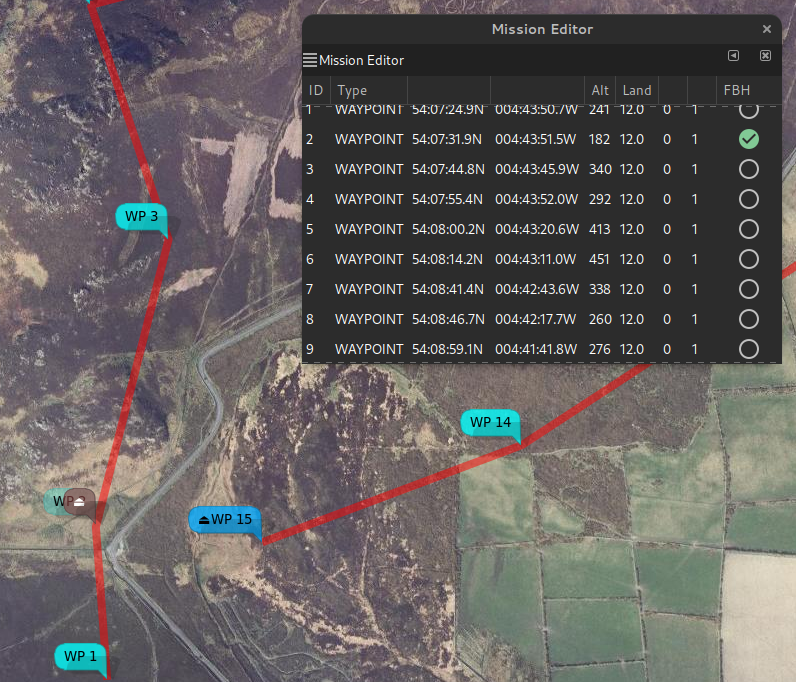 Mission Editor
Mission Editor
ID Type Alt Land FBH
1 WAYPOINT 54:07:24.9N 004:43:50.7W 241 12.0 0 1
2 WAYPOINT 54:07:31.9N 004:43:51.5W 182 12.0 0 1
3 WAYPOINT 54:07:44.8N 004:43:45.9W 340 12.0 0 1
4 WAYPOINT 54:07:55.4N 004:43:52.0W 292 12.0 0 1
5 WAYPOINT 54:08:00.2N 004:43:20.6W 413 12.0 0 1
6 WAYPOINT 54:08:14.2N 004:43:11.0W 451 12.0 0 1
7 WAYPOINT 54:08:41.4N 004:42:43.6W 338 12.0 0 1
8 WAYPOINT 54:08:46.7N 004:42:17.7W 260 12.0 0 1
9 WAYPOINT 54:08:59.1N 004:41:41.8W 276 12.0 0 1
WP 3
WP 14
WP 15
WP 1